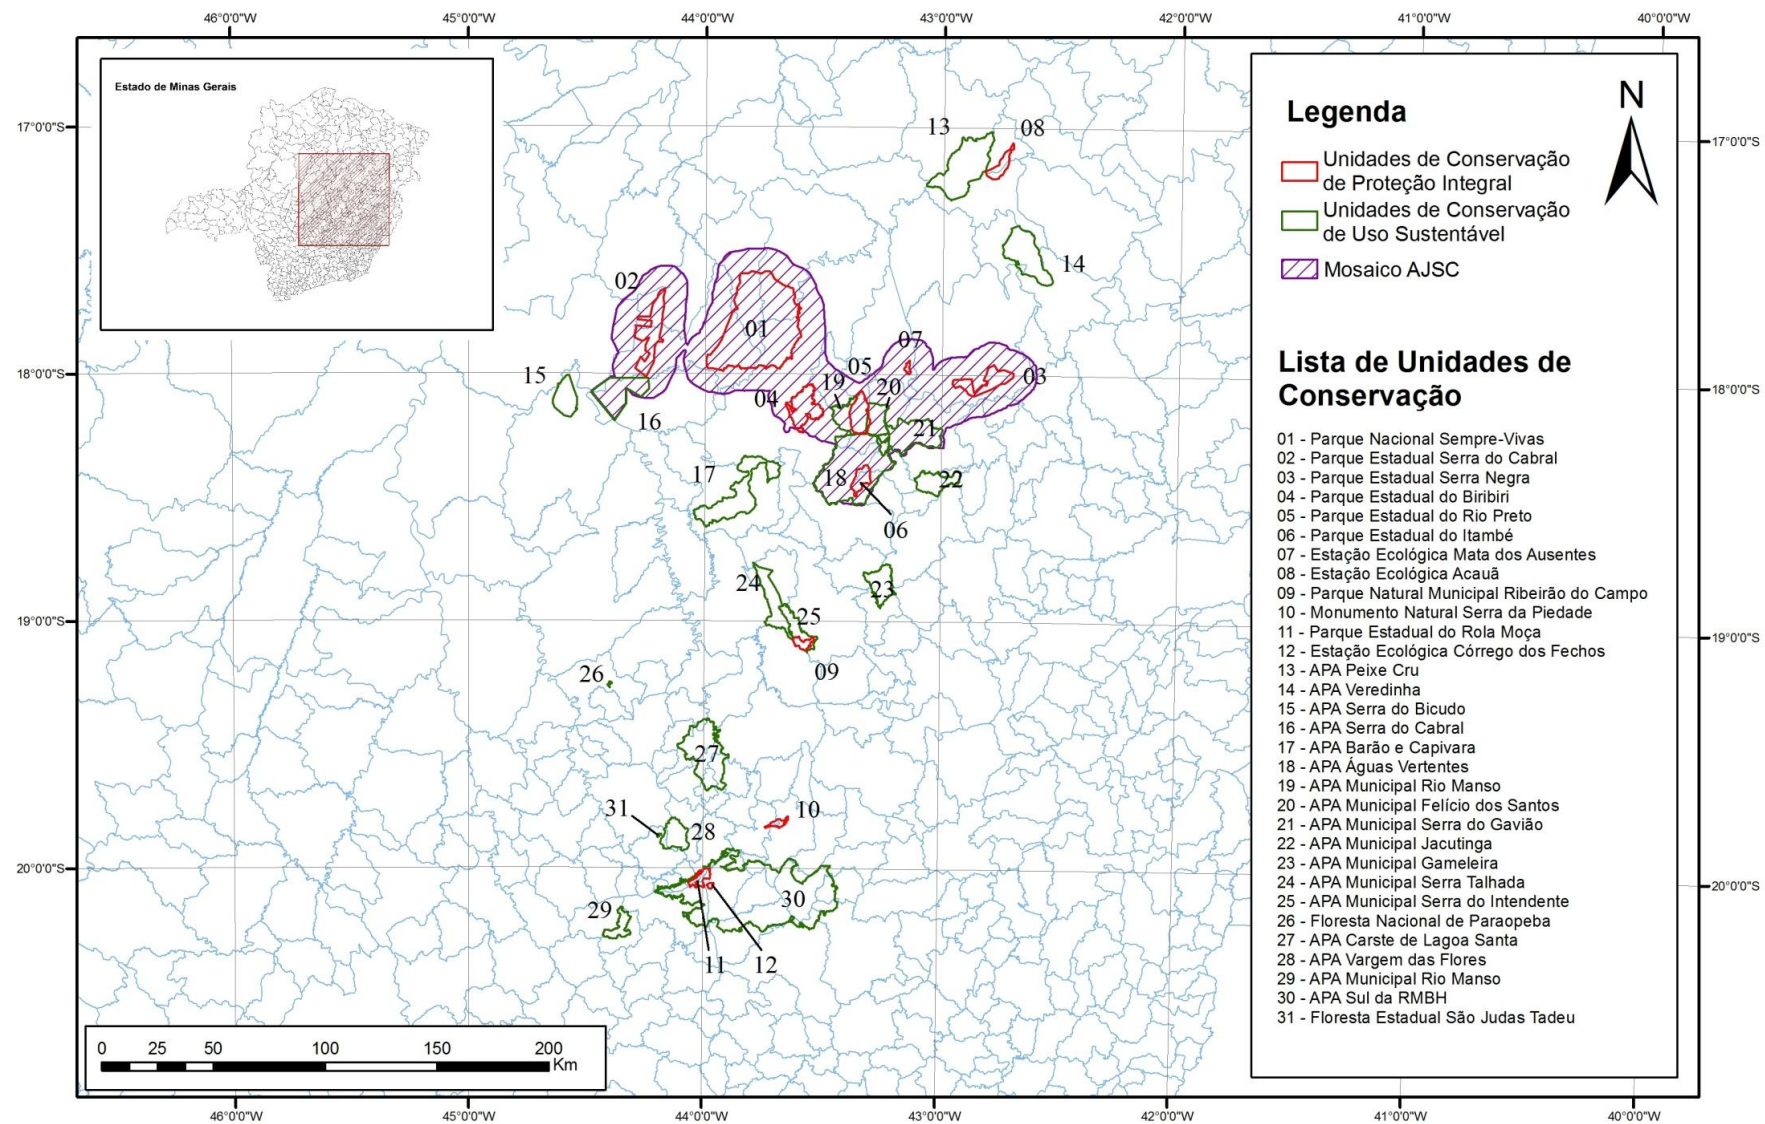 46°0'0"W 45°0'0"W 44°0'0"W 43°0'0"W 42°0'0"W 41°0'0"W 40°0'0"W
Estado de Minas Gerais
17°0'0"S
18°0'0"S
19°0'0"S
20°0'0"S
13
08
14
02
01
07
03
15
05
19
20
04
16
21
17
18
22
06
24
23
25
09
26
27
10
31
28
30
29
11
12
N
Legenda
Unidades de Conservação
de Proteção Integral
Unidades de Conservação
de Uso Sustentável
Mosaico AJSC
Lista de Unidades de
Conservação
01 - Parque Nacional Sempre-Vivas
02 - Parque Estadual Serra do Cabral
03 - Parque Estadual Serra Negra
04 - Parque Estadual do Biribiri
05 - Parque Estadual do Rio Preto
06 - Parque Estadual do Itambé
07 - Estação Ecológica Mata dos Ausentes
08 - Estação Ecológica Acauã
09 - Parque Natural Municipal Ribeirão do Campo
10 - Monumento Natural Serra da Piedade
11 - Parque Estadual do Rola Moça
12 - Estação Ecológica Córrego dos Fechos
13 - APA Peixe Cru
14 - APA Veredinha
15 - APA Serra do Bicudo
16 - APA Serra do Cabral
17 - APA Barão e Capivara
18 - APA Águas Vertentes
19 - APA Municipal Rio Manso
20 - APA Municipal Felício dos Santos
21 - APA Municipal Serra do Gavião
22 - APA Municipal Jacutinga
23 - APA Municipal Gameleira
24 - APA Municipal Serra Talhada
25 - APA Municipal Serra do Intendente
26 - Floresta Nacional de Paraopeba
27 - APA Carste de Lagoa Santa
28 - APA Vargem das Flores
29 - APA Municipal Rio Manso
30 - APA Sul da RMBH
31 - Floresta Estadual São Judas Tadeu
17°0'0"S
18°0'0"S
19°0'0"S
20°0'0"S
0 25 50 100 150 200
Km
46°0'0"W 45°0'0"W 44°0'0"W 43°0'0"W 42°0'0"W 41°0'0"W 40°0'0"W